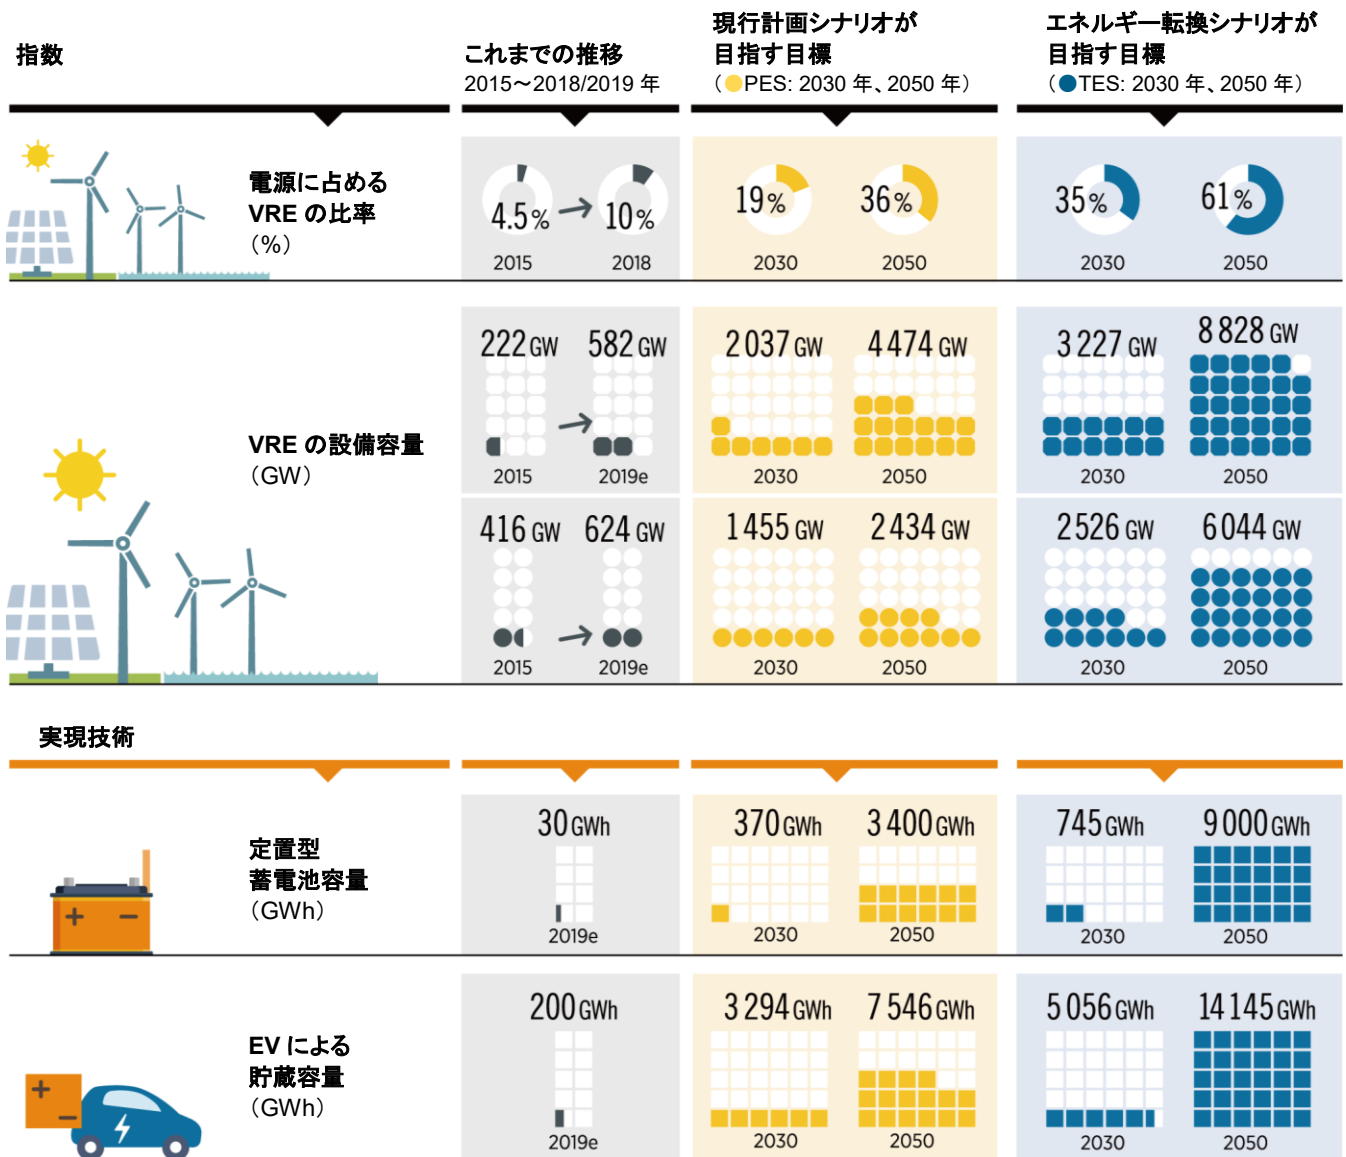 指数
これまでの推移
2015～2018/2019 年
現行計画シナリオが
目指す目標
（●PES: 2030 年、2050 年）
エネルギー転換シナリオが
目指す目標
（●TES: 2030 年、2050 年）
電源に占める
VRE の比率
（%）
4.5% 10% 19% 36% 35% 61%
2015 2018 2030 2050 2030 2050
VRE の設備容量
（GW）
222 GW 582 GW 2 037 GW 4 474 GW 3 227 GW 8 828 GW
2015 2019e 2030 2050 2030 2050
416 GW 624 GW 1 455 GW 2 434 GW 2 526 GW 6 044 GW
2015 2019e 2030 2050 2030 2050
実現技術
定置型
蓄電池容量
（GWh）
30 GWh 370 GWh 3 400 GWh 745 GWh 9 000 GWh
2019e 2030 2050 2030 2050
EV による
貯蔵容量
（GWh）
200 GWh 3 294 GWh 7 546 GWh 5 056 GWh 14 145 GWh
2019e 2030 2050 2030 2050